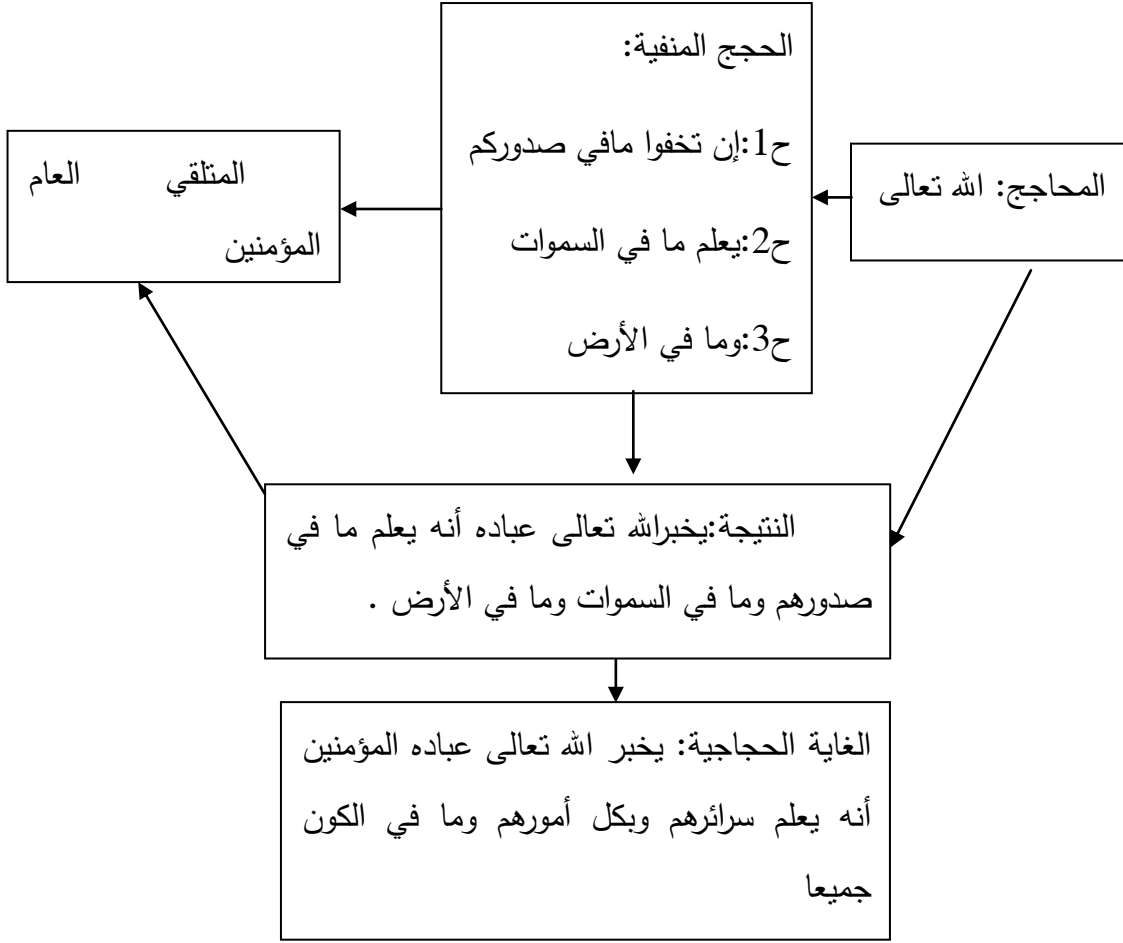 الحجج المنفية:
ح1:إن تخفوا مافي صدوركم
ح2:يعلم ما في السموات
ح3:وما في الأرض
المحاجج: الله تعالى
المتلقي العام
المؤمنين
النتيجة:يخبرالله تعالى عباده أنه يعلم ما في
صدورهم وما في السموات وما في الأرض .
الغاية الحجاجية: يخبر الله تعالى عباده المؤمنين
أنه يعلم سرائرهم وبكل أمورهم وما في الكون
جميعا